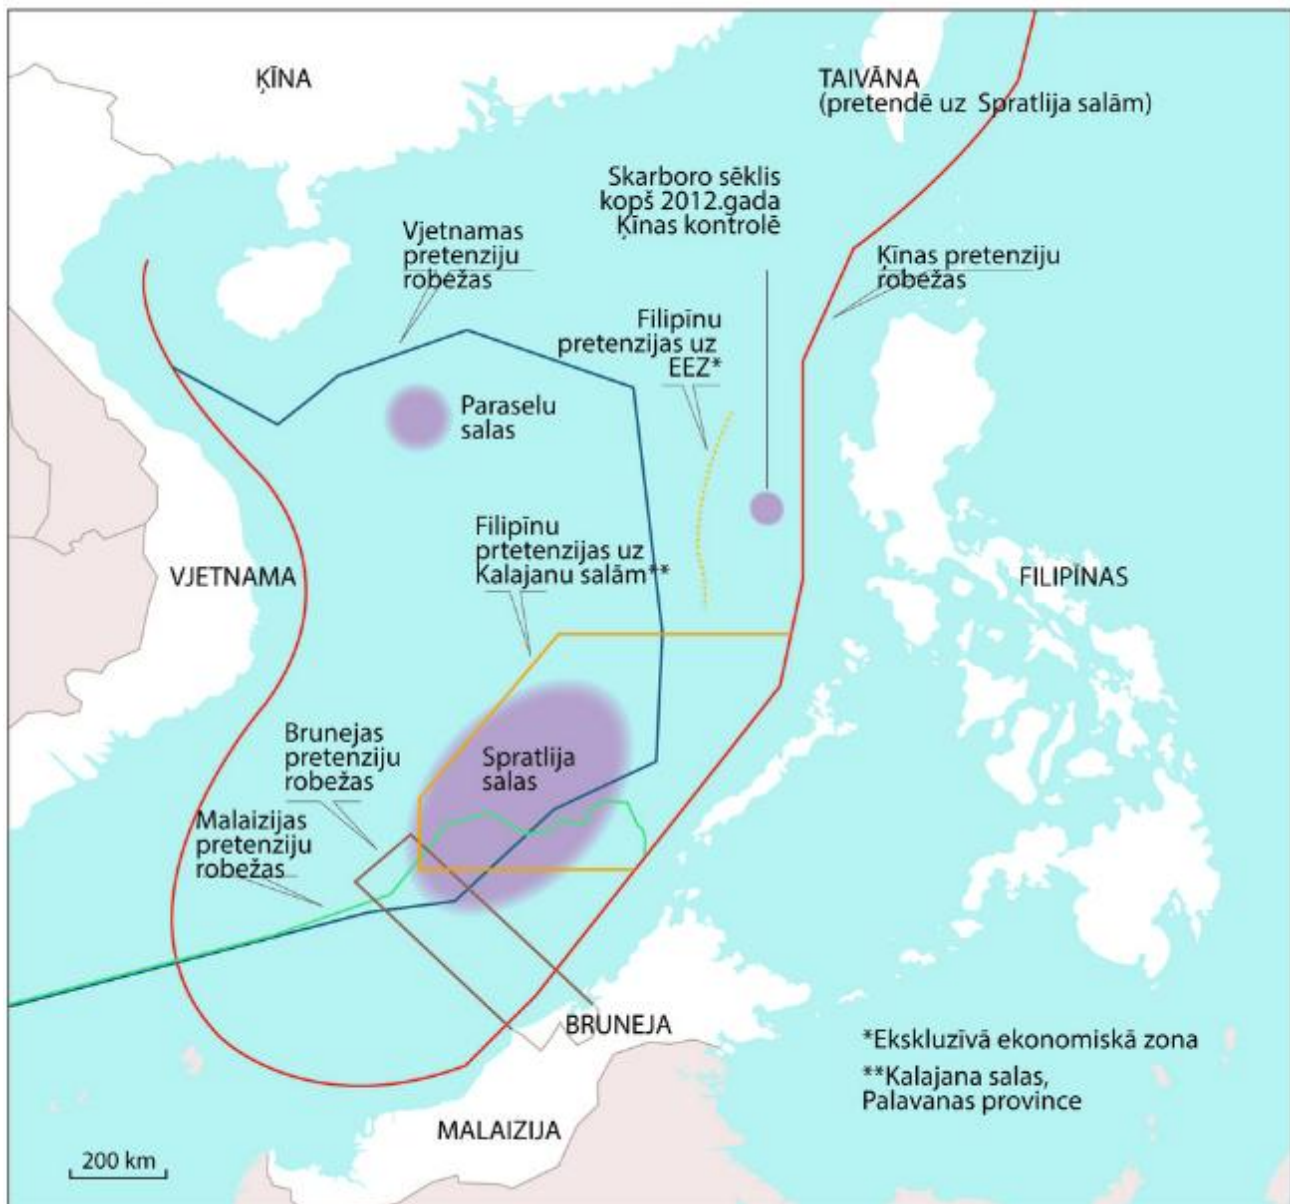 ĶĪNA
TAIVĀNA
(pretendē uz Spratlija salām)
Skarboro sēklis
kopš 2012.gada
Ķīnas kontrolē
Vjetnamas
pretenziju
robežas
Ķīnas pretenziju
robežas
Filipīnu
pretenzijas uz
EEZ*
Paraselu
salas
Filipīnu
prtetenzijas uz
Kalajanu salām**
VJETNAMA
FILIPĪNAS
Brunejas
pretenziju
robežas
Spratlija
salas
Malaizijas
pretenziju
robežas
BRUNEJA
*Ekskluzīvā ekonomiskā zona
**Kalajana salas,
Palavanas province
MALAIZIJA
200 km